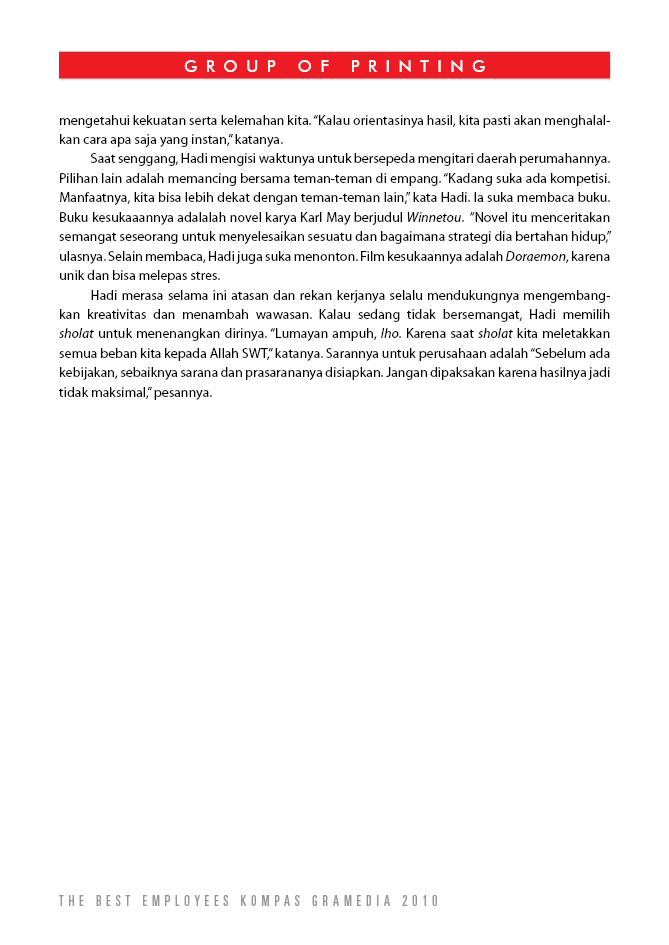 GROUP OF PRINTING
mengetahui kekuatan serta kelemahan kita. “Kalau orientasinya hasil, kita pasti akan menghalal-
kan cara apa saja yang instan,“ katanya.
Saat senggang, Hadi mengisi waktunya untuk bersepeda mengitari daerah perumahannya.
Pilihan lain adalah memancing bersama teman-teman di empang. “Kadang suka ada kompetisi.
Manfaatnya, kita bisa lebih dekat dengan teman-teman lain,” kata Hadi. Ia suka membaca buku.
Buku kesukaaannya adalalah novel karya Karl May berjudul Winnetou. “Novel itu menceritakan
semangat seseorang untuk menyelesaikan sesuatu dan bagaimana strategi dia bertahan hidup,”
ulasnya. Selain membaca, Hadi juga suka menonton. Film kesukaannya adalah Doraemon, karena
unik dan bisa melepas stres.
Hadi merasa selama ini atasan dan rekan kerjanya selalu mendukungnya mengembang-
kan kreativitas dan menambah wawasan. Kalau sedang tidak bersemangat, Hadi memilih
sholat untuk menenangkan dirinya. “Lumayan ampuh, lho. Karena saat sholat kita meletakkan
semua beban kita kepada Allah SWT,“ katanya. Sarannya untuk perusahaan adalah “Sebelum ada
kebijakan, sebaiknya sarana dan prasarananya disiapkan. Jangan dipaksakan karena hasilnya jadi
tidak maksimal,“ pesannya.
THE BEST EMPLOYEES KOMPAS GRAMEDIA 2010